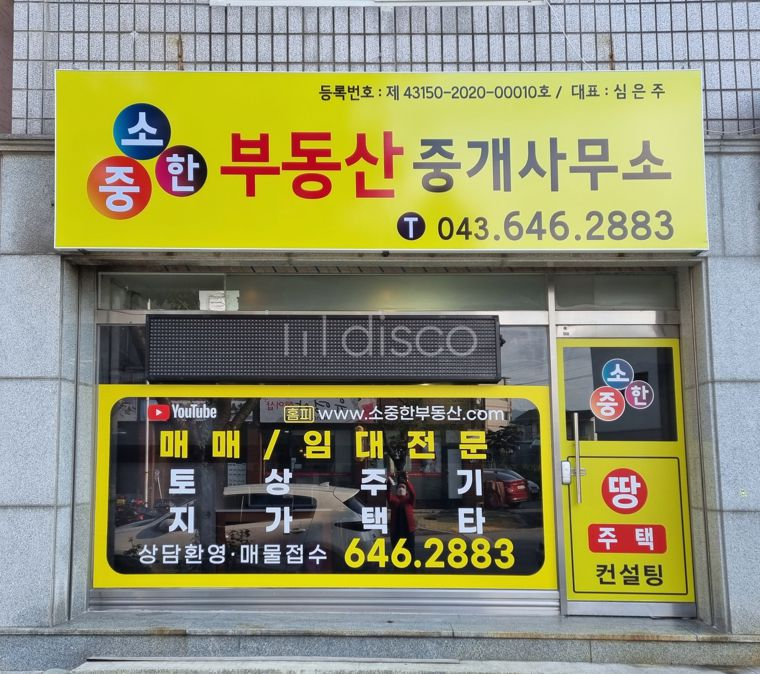 등록번호 : 제 43150-2020-00010호 / 대표 : 심 은 주
소중한 부동산 중개사무소
T 043.646.2883
disco
YouTube 홈피 www.소중한부동산.com
매 매 / 임 대 전 문
토 상 주 기
지 가 택 타
상담환영·매물접수 646.2883
소중한
땅
주택
컨설팅